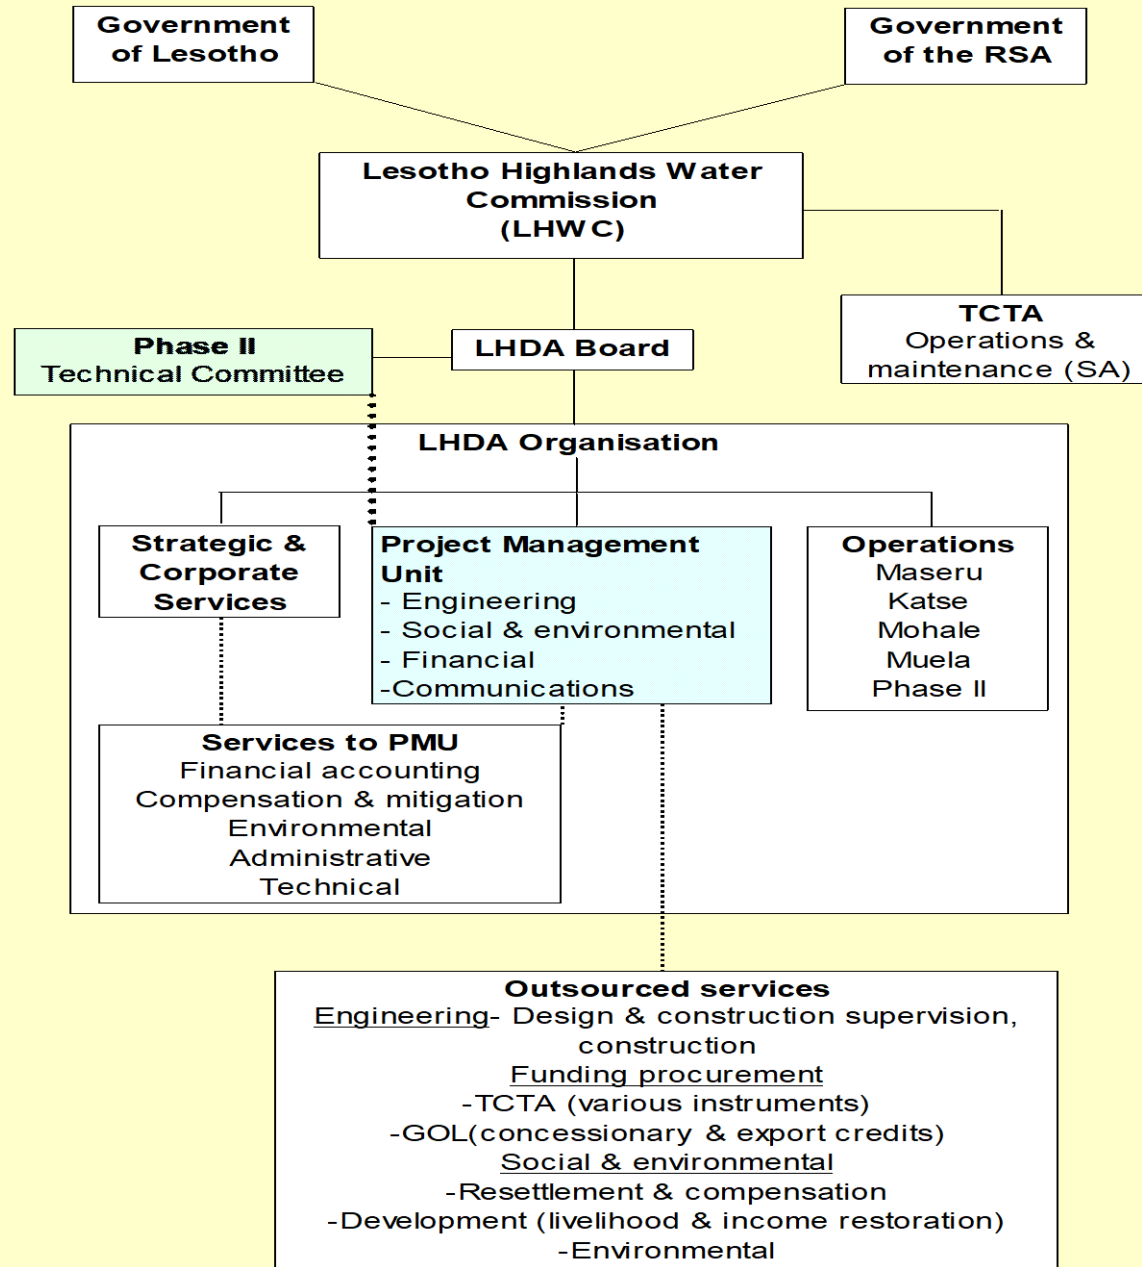 Government
of Lesotho
Government
of the RSA
Lesotho Highlands Water
Commission
(LHWC)
TCTA
Operations &
maintenance (SA)
Phase II
Technical Committee
LHDA Board
LHDA Organisation
Strategic &
Corporate
Services
Project Management
Unit
- Engineering
- Social & environmental
- Financial
-Communications
Operations
Maseru
Katse
Mohale
Muela
Phase II
Services to PMU
Financial accounting
Compensation & mitigation
Environmental
Administrative
Technical
Outsourced services
Engineering- Design & construction supervision,
construction
Funding procurement
-TCTA (various instruments)
-GOL(concessionary & export credits)
Social & environmental
-Resettlement & compensation
-Development (livelihood & income restoration)
-Environmental